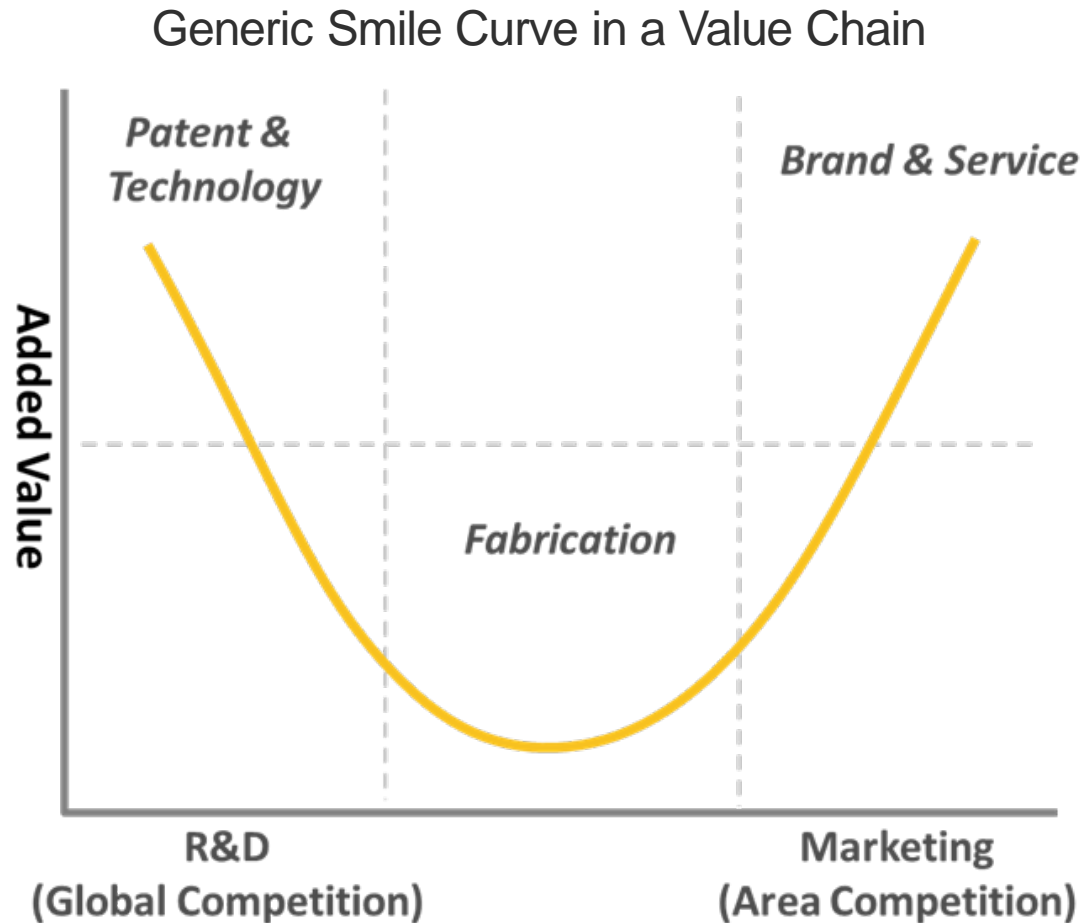 Generic Smile Curve in a Value Chain
Patent &
Technology
Brand & Service
Added Value
Fabrication
R&D
(Global Competition)
Marketing
(Area Competition)